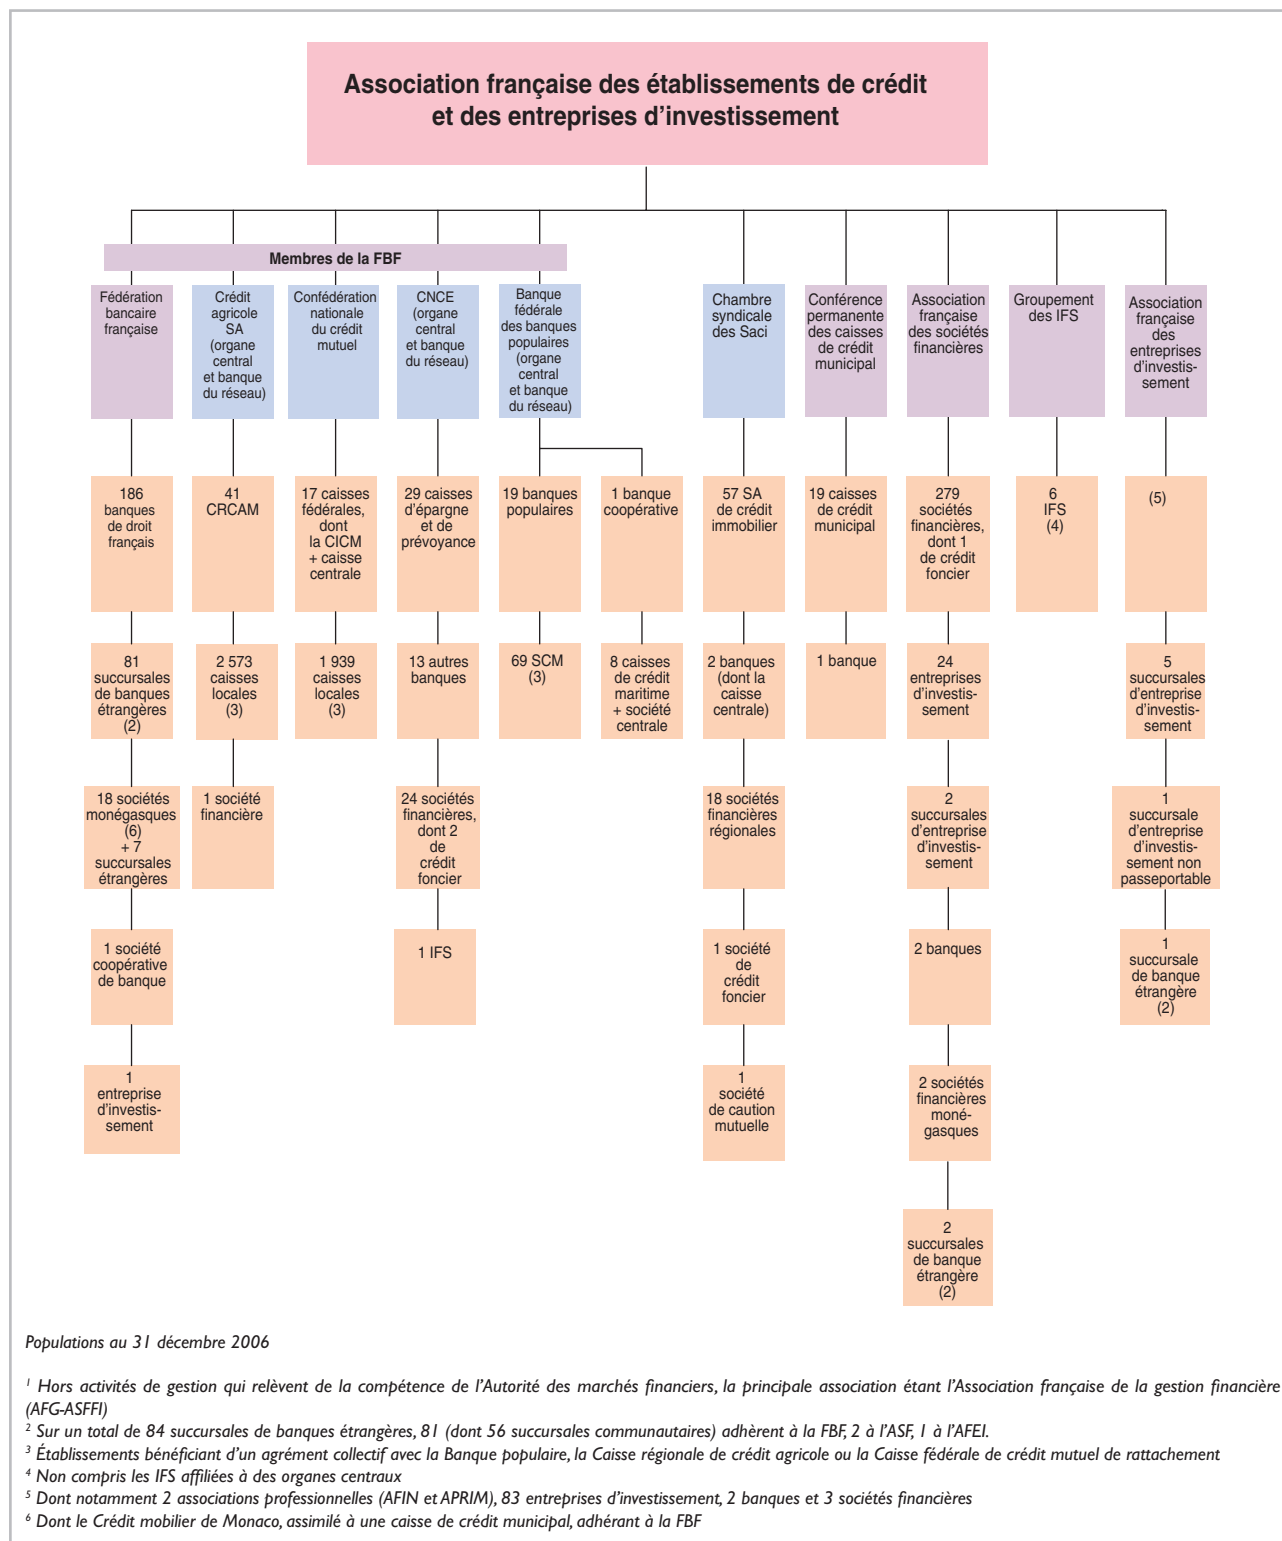 Association française des établissements de crédit
et des entreprises d'investissement
Membres de la FBF
Fédération
bancaire
française
Crédit
agricole
SA
(organe
central
et banque
du réseau)
Confédération
nationale
du crédit
mutuel
CNCE
(organe
central
et banque
du réseau)
Banque
fédérale
des banques
populaires
(organe
central
et banque
du réseau)
Chambre
syndicale
des Saci
Conférence
permanente
des caisses
de crédit
municipal
Association
française
des sociétés
financières
Groupement
des IFS
Association
française
des
entreprises
d'investis-
sement
186
banques
de droit
français
41
CRCAM
17 caisses
fédérales,
dont
la CICM
+ caisse
centrale
29 caisses
d'épargne
et de
prévoyance
19 banques
populaires
1 banque
coopérative
57 SA
de crédit
immobilier
19 caisses
de crédit
municipal
279
sociétés
financières,
dont 1
de crédit
foncier
6
IFS
(4)
(5)
81
succursales
de banques
étrangères
(2)
2 573
caisses
locales
(3)
1 939
caisses
locales
(3)
13 autres
banques
69 SCM
(3)
8 caisses
de crédit
maritime
+ société
centrale
2 banques
(dont la
caisse
centrale)
1 banque
24
entreprises
d'investis-
sement
5
succursales
d'entreprise
d'investis-
sement
18 sociétés
monégasques
(6)
+ 7
succursales
étrangères
1 société
financière
24 sociétés
financières,
dont 2
de
crédit
foncier
18 sociétés
financières
régionales
2
succursales
d'entreprise
d'investis-
sement
1
succursale
d'entreprise
d'investis-
sement non
passeportable
1 société
coopérative
de banque
1 IFS
1 société
de
crédit
foncier
2 banques
1
succursale
de banque
étrangère
(2)
1
entreprise
d'investis-
sement
1
société
de caution
mutuelle
2 sociétés
financières
moné-
gasques
2
succursales
de banque
étrangère
(2)
Populations au 31 décembre 2006
1 Hors activités de gestion qui relèvent de la compétence de l'Autorité des marchés financiers, la principale association étant l'Association française de la gestion financière
(AFG-ASFFI)
2 Sur un total de 84 succursales de banques étrangères, 81 (dont 56 succursales communautaires) adhèrent à la FBF, 2 à l'ASF, 1 à l'AFEI.
3 Établissements bénéficiant d'un agrément collectif avec la Banque populaire, la Caisse régionale de crédit agricole ou la Caisse fédérale de crédit mutuel de rattachement
4 Non compris les IFS affiliées à des organes centraux
5 Dont notamment 2 associations professionnelles (AFIN et APRIM), 83 entreprises d'investissement, 2 banques et 3 sociétés financières
6 Dont le Crédit mobilier de Monaco, assimilé à une caisse de crédit municipal, adhérant à la FBF